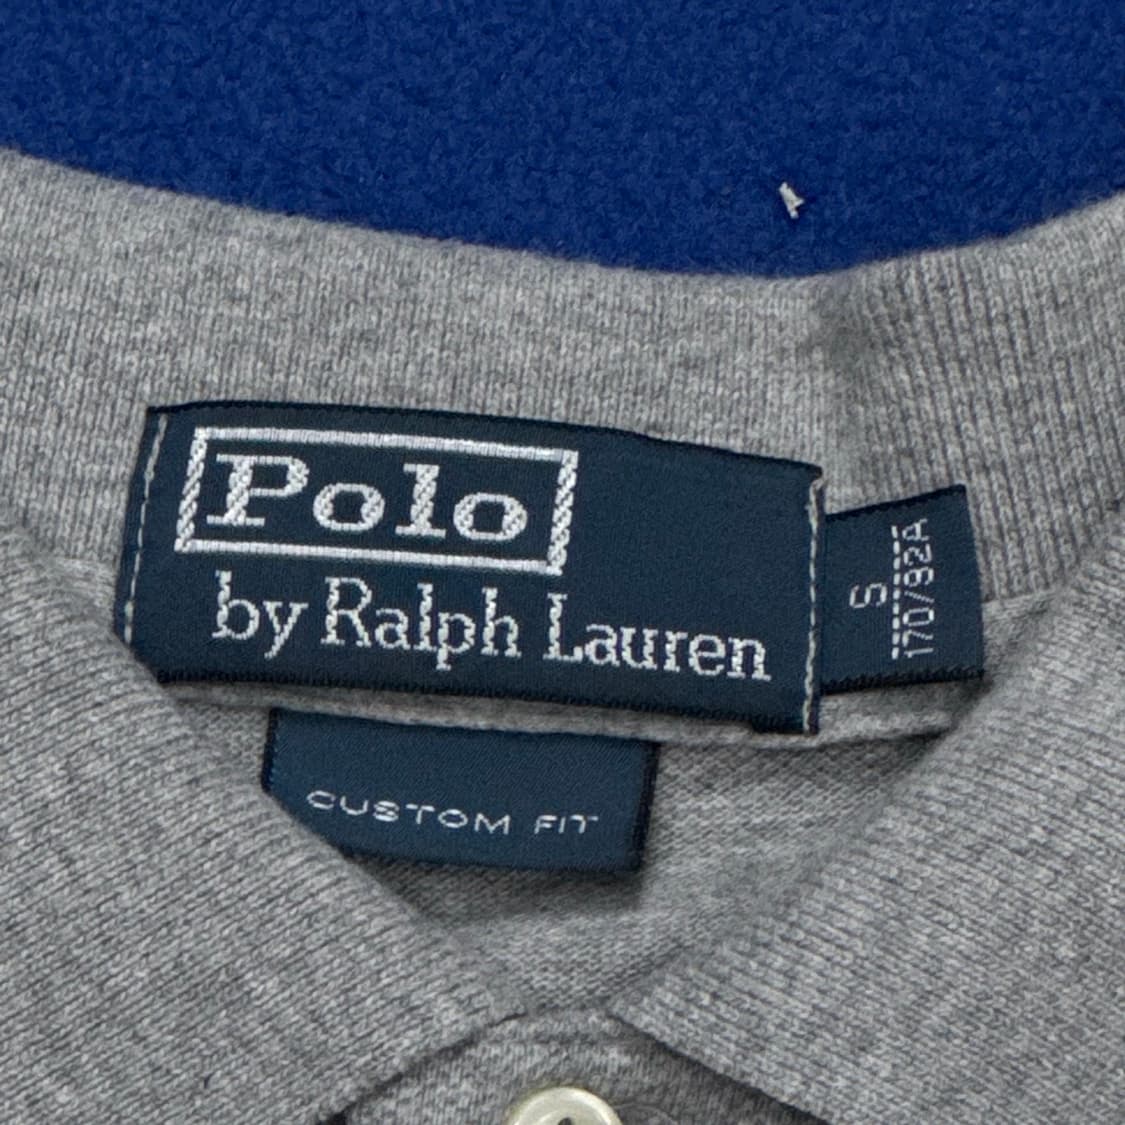 Polo
by Ralph Lauren
S
170/92A
CUSTOM FIT